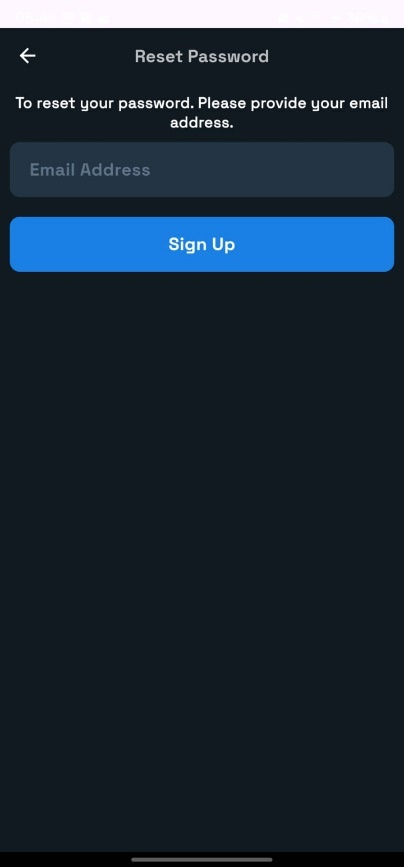 Reset Password
To reset your password. Please provide your email
address.
Email Address
Sign Up